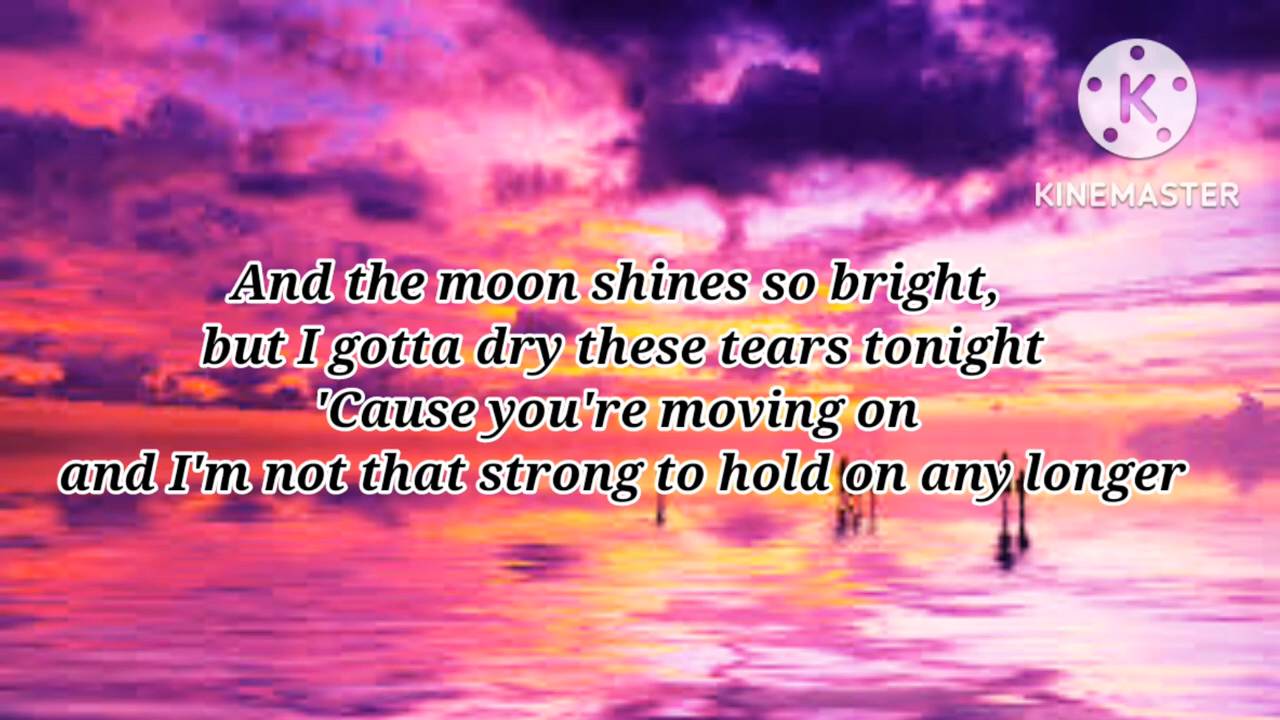 K
KINEMASTER
And the moon shines so bright,
but I gotta dry these tears tonight
'Cause you're moving on
and I'm not that strong to hold on any longer